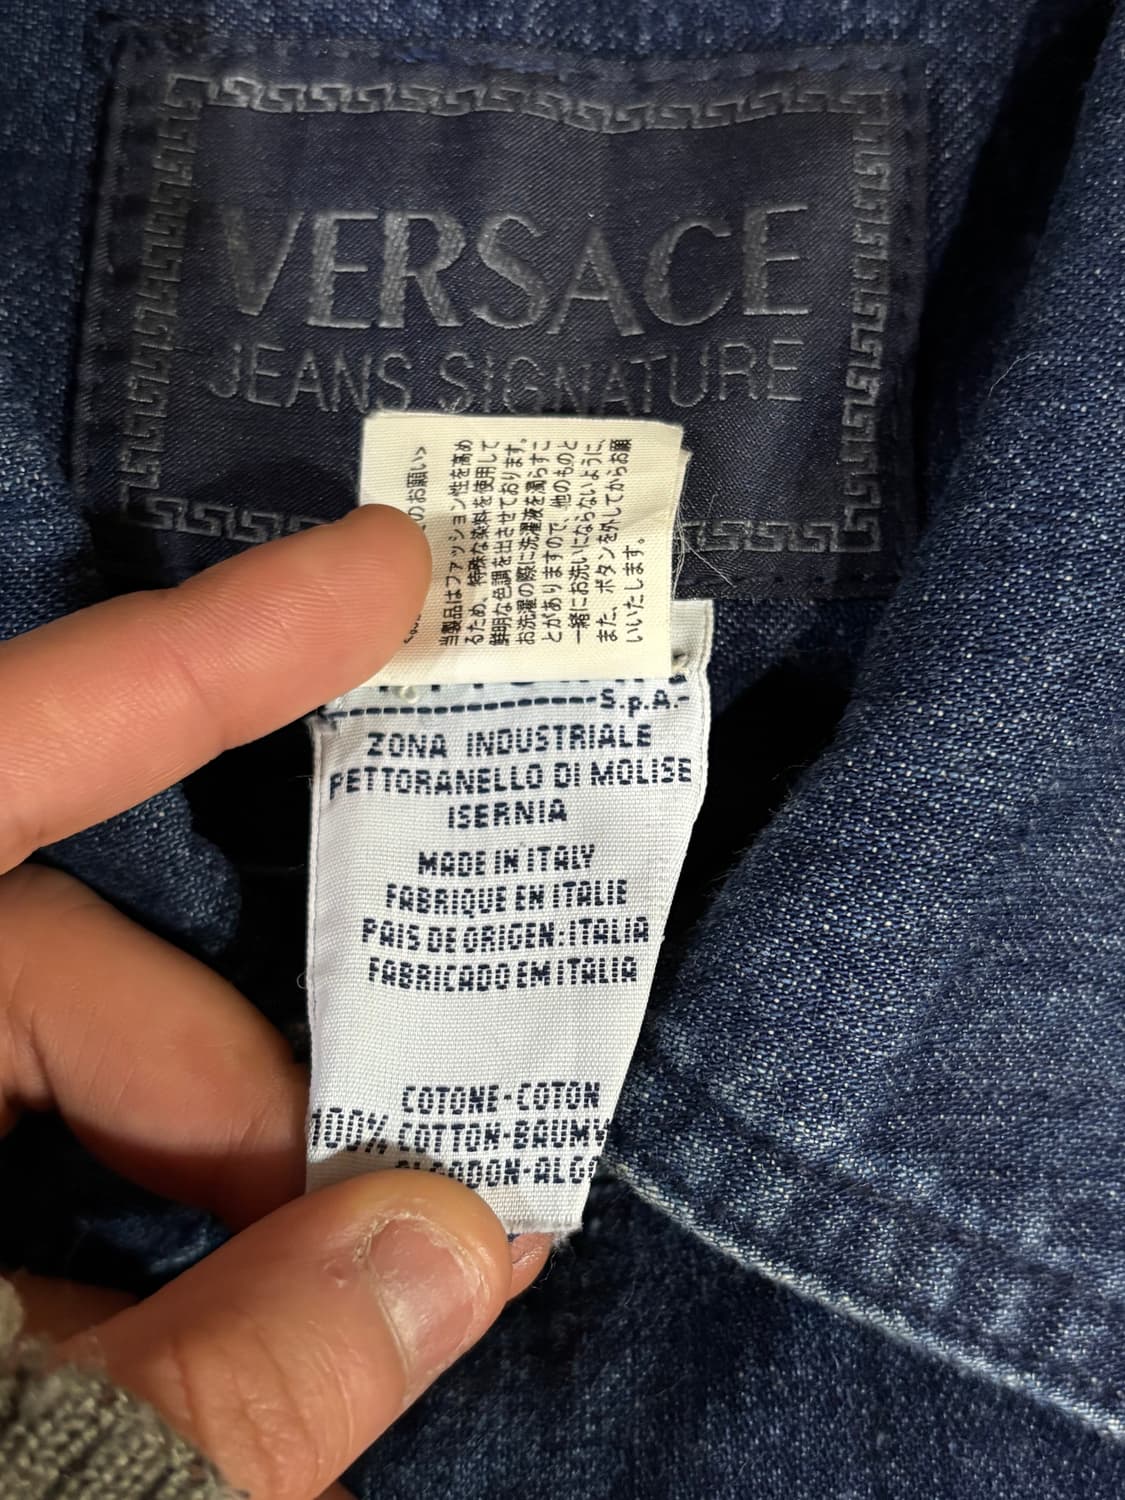 VERSACE
JEANS SIGNATURE
のお願い>
当製品はファッション性を高め
るため、特殊な染料を使用して
鮮明な色調を出させております。
お洗濯の際に洗濯液を濁らすこ
とがありますので、他のものと
一緒にお洗いにならないように、
また、ボタンを外してからお願
いいたします。
S.p.A.-
ZONA INDUSTRIALE
PETTORANELLO DI MOLISE
ISERNIA
MADE IN ITALY
FABRIQUE EN ITALIE
PAIS DE ORIGEN:ITALIA
FABRICADO EM ITALIA
COTONE-COTON
100% COTTON-BAUMW
ALGODON-ALGO